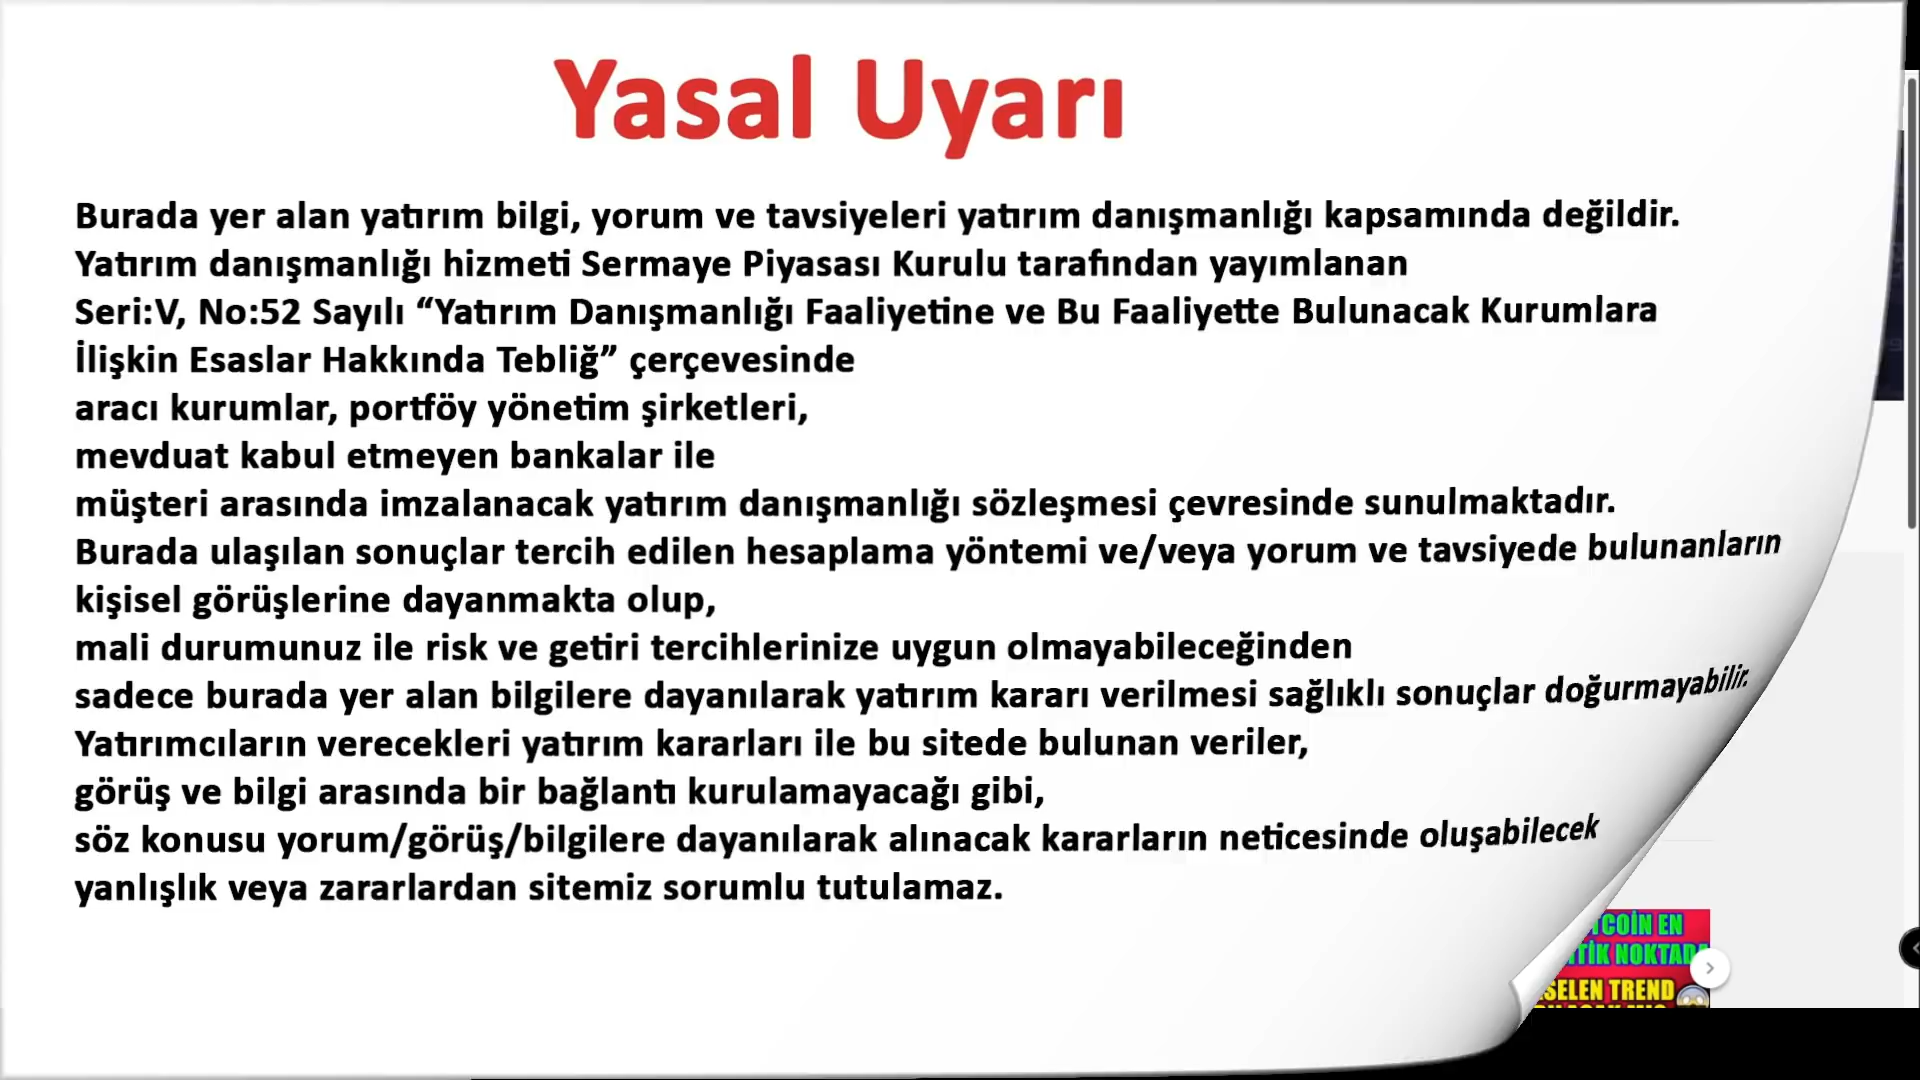 Yasal Uyarı
Burada yer alan yatırım bilgi, yorum ve tavsiyeleri yatırım danışmanlığı kapsamında değildir.
Yatırım danışmanlığı hizmeti Sermaye Piyasası Kurulu tarafından yayımlanan
Seri:V, No:52 Sayılı “Yatırım Danışmanlığı Faaliyetine ve Bu Faaliyette Bulunacak Kurumlara
İlişkin Esaslar Hakkında Tebliğ” çerçevesinde
aracı kurumlar, portföy yönetim şirketleri,
mevduat kabul etmeyen bankalar ile
müşteri arasında imzalanacak yatırım danışmanlığı sözleşmesi çevresinde sunulmaktadır.
Burada ulaşılan sonuçlar tercih edilen hesaplama yöntemi ve/veya yorum ve tavsiyede bulunanların
kişisel görüşlerine dayanmakta olup,
mali durumunuz ile risk ve getiri tercihlerinize uygun olmayabileceğinden
sadece burada yer alan bilgilere dayanılarak yatırım kararı verilmesi sağlıklı sonuçlar doğurmayabilir.
Yatırımcıların verecekleri yatırım kararları ile bu sitede bulunan veriler,
görüş ve bilgi arasında bir bağlantı kurulamayacağı gibi,
söz konusu yorum/görüş/bilgilere dayanılarak alınacak kararların neticesinde oluşabilecek
yanlışlık veya zararlardan sitemiz sorumlu tutulamaz.
TCOİN EN
TİK NOKTADA
SELEN TREND